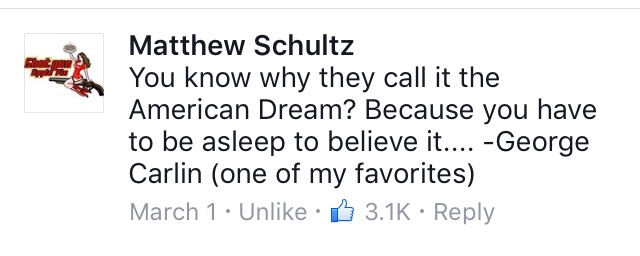 Shotgun
Apple Pie
Matthew Schultz
You know why they call it the
American Dream? Because you have
to be asleep to believe it.... -George
Carlin (one of my favorites)
March 1 · Unlike · 3.1K · Reply